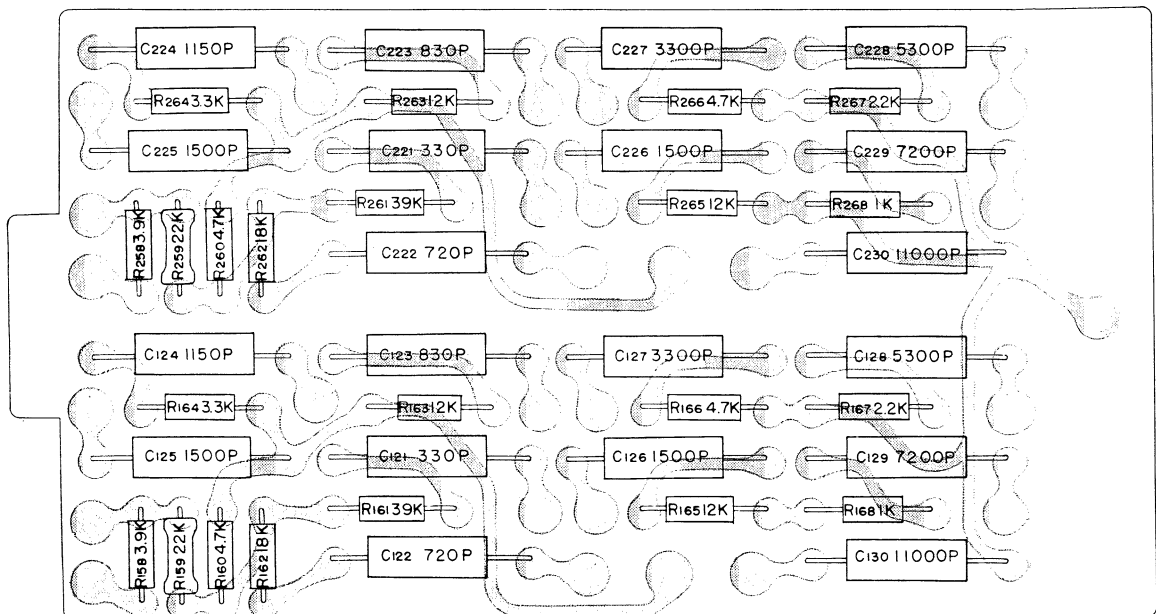 C224 1150P
C223 830P
C227 3300P
C228 5300P
R264 3.3K
R263 12K
R266 4.7K
R267 2.2K
C225 1500P
C221 330P
C226 1500P
C229 7200P
R261 39K
R265 12K
R268 1K
R258 3.9K
R259 22K
R260 4.7K
R262 18K
C222 720P
C230 11000P
C124 1150P
C123 830P
C127 3300P
C128 5300P
R164 3.3K
R163 12K
R166 4.7K
R167 2.2K
C125 1500P
C121 330P
C126 1500P
C129 7200P
R161 39K
R165 12K
R168 1K
R158 3.9K
R159 22K
R160 4.7K
R162 18K
C122 720P
C130 11000P